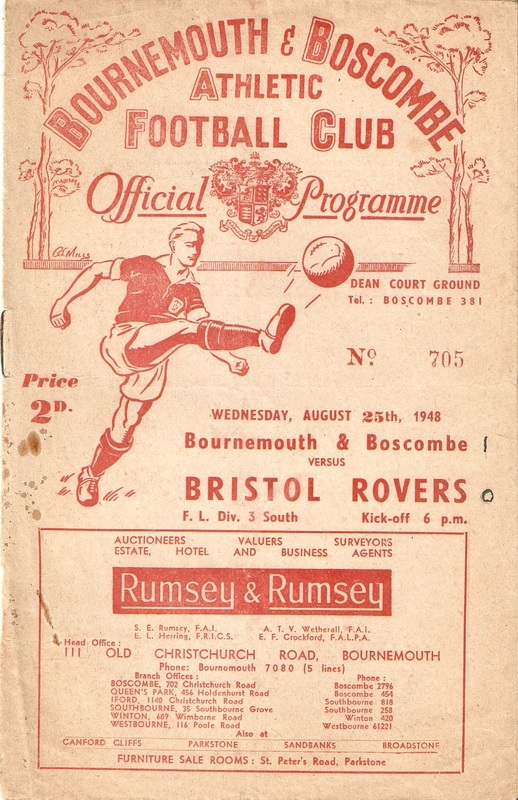 BOURNEMOUTH & BOSCOMBE
ATHLETIC
FOOTBALL CLUB
Official Programme
DEAN COURT GROUND
Tel. : BOSCOMBE 381
Nº 705
Price
2D.
WEDNESDAY, AUGUST 25th, 1948
Bournemouth & Boscombe 1
VERSUS
BRISTOL ROVERS 0
F. L. Div. 3 South Kick-off 6 p.m.
AUCTIONEERS VALUERS SURVEYORS
ESTATE, HOTEL AND BUSINESS AGENTS
Rumsey & Rumsey
S. E. Rumsey, F.A.I. A. T. V. Wetherall, F.A.I.
E. L. Herring, F.R.I.C.S. E. F. Crockford, F.A.L.P.A.
Head Office :
111 OLD CHRISTCHURCH ROAD, BOURNEMOUTH
Phone: Bournomouth 7080 (5 lines)
Branch Offices : Phone :
BOSCOMBE, 702 Christchurch Road Boscombe 2796
QUEEN'S PARK, 456 Holdenhurst Road Boscombe 454
IFORD, 1140 Christchurch Road Southbourne 818
SOUTHBOURNE, 35 Southbourne Grove Southbourne 258
WINTON, 689 Wimborne Road Winton 420
WESTBOURNE, 116 Poole Road Westbourne 61221
Also at
CANFORD CLIFFS PARKSTONE SANDBANKS BROADSTONE
FURNITURE SALE ROOMS : St. Peter's Road, Parkstone